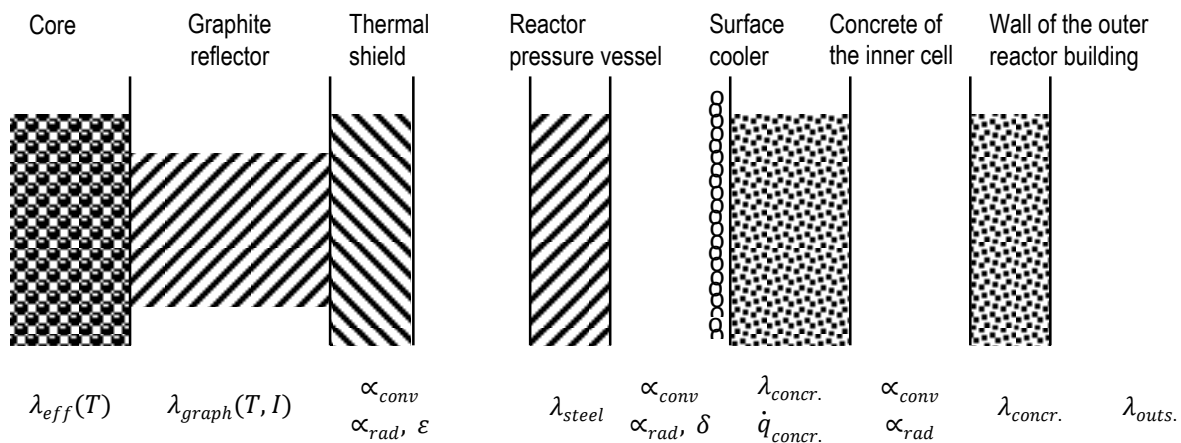 Core
Graphite
reflector
Thermal
shield
Reactor
pressure vessel
Surface
cooler
Concrete of
the inner cell
Wall of the outer
reactor building
λ_eff(T)
λ_graph(T, I)
∝_conv
∝_rad, ε
λ_steel
∝_conv
∝_rad, δ
λ_concr.
q̇_concr.
∝_conv
∝_rad
λ_concr.
λ_outs.